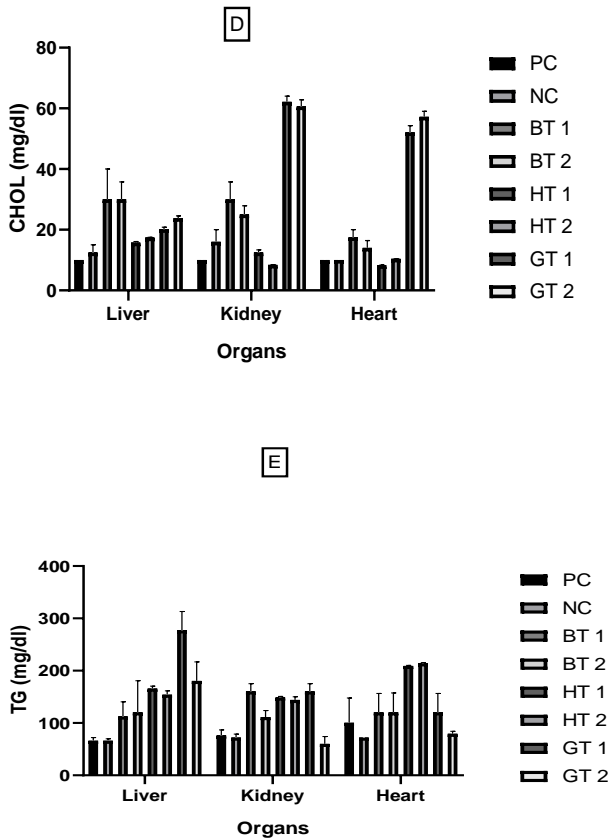 D
80
60
40
20
0
CHOL (mg/dl)
Liver Kidney Heart
Organs
PC
NC
BT 1
BT 2
HT 1
HT 2
GT 1
GT 2
E
400
300
200
100
0
TG (mg/dl)
Liver Kidney Heart
Organs
PC
NC
BT 1
BT 2
HT 1
HT 2
GT 1
GT 2